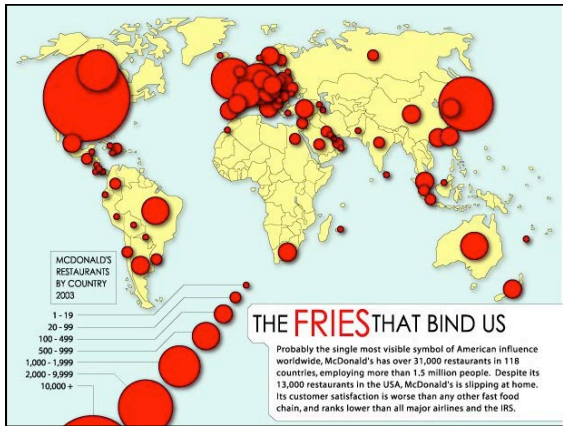 MCDONALD'S
RESTAURANTS
BY COUNTRY
2003
1 - 19
20 - 99
100 - 499
500 - 999
1,000 - 1,999
2,000 - 9,999
10,000 +
THE FRIES THAT BIND US
Probably the single most visible symbol of American influence
worldwide, McDonald's has over 31,000 restaurants in 118
countries, employing more than 1.5 million people. Despite its
13,000 restaurants in the USA, McDonald's is slipping at home.
Its customer satisfaction is worse than any other fast food
chain, and ranks lower than all major airlines and the IRS.